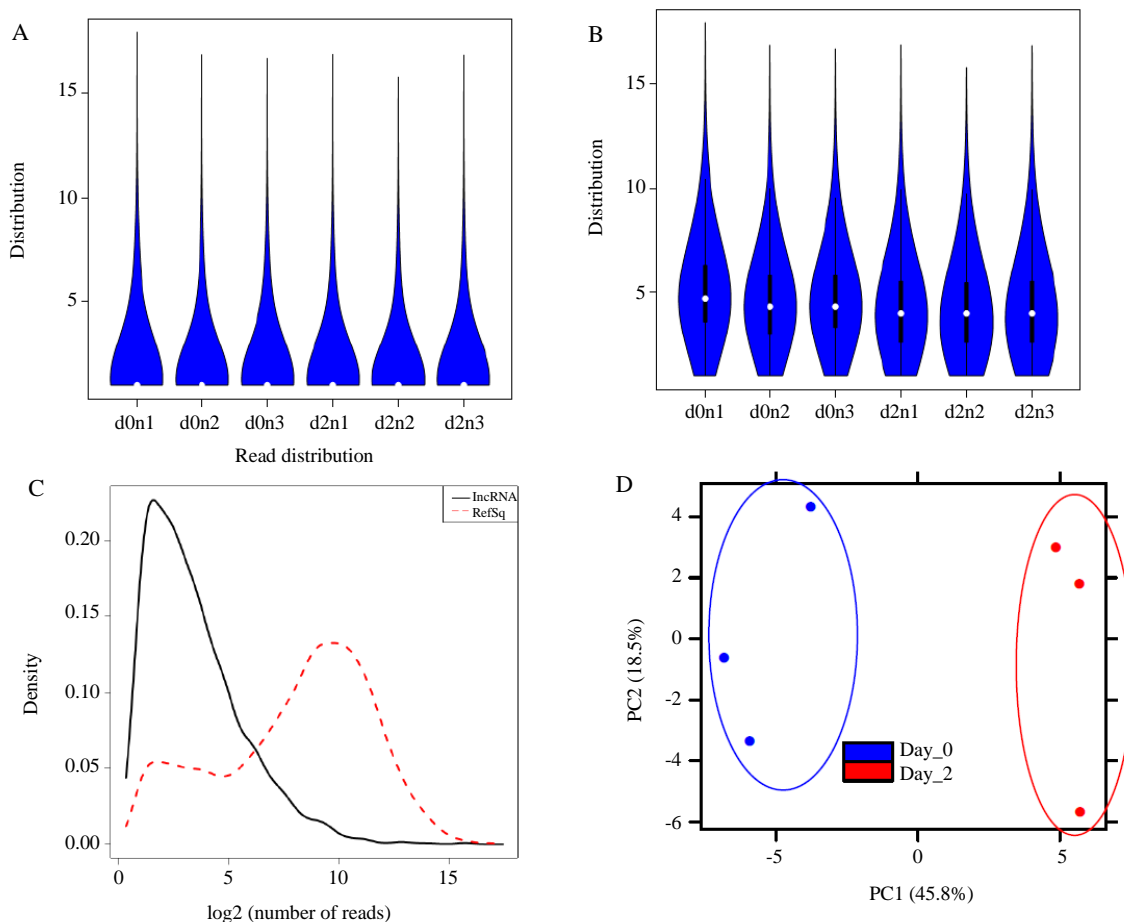 A
Distribution
15
10
5
d0n1 d0n2 d0n3 d2n1 d2n2 d2n3
Read distribution
B
Distribution
15
10
5
d0n1 d0n2 d0n3 d2n1 d2n2 d2n3
C
Density
0.20
0.15
0.10
0.05
0.00
0 5 10 15
log2 (number of reads)
lncRNA
RefSq
D
PC2 (18.5%)
4
2
0
-2
-4
-6
-5 0 5
PC1 (45.8%)
Day_0
Day_2